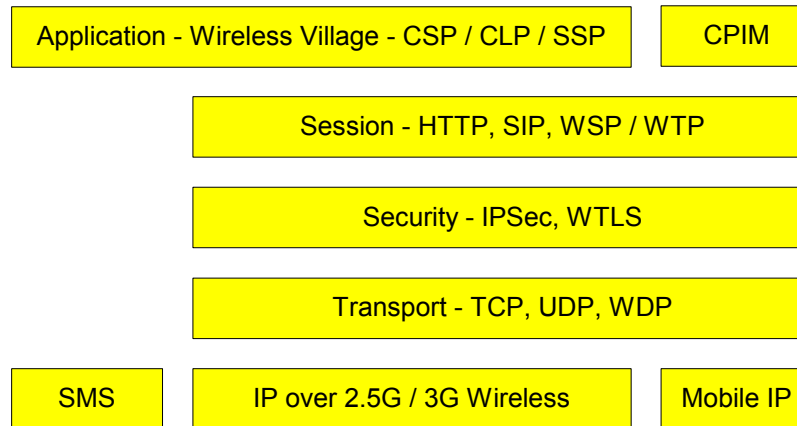 Application - Wireless Village - CSP / CLP / SSP
CPIM
Session - HTTP, SIP, WSP / WTP
Security - IPSec, WTLS
Transport - TCP, UDP, WDP
SMS
IP over 2.5G / 3G Wireless
Mobile IP